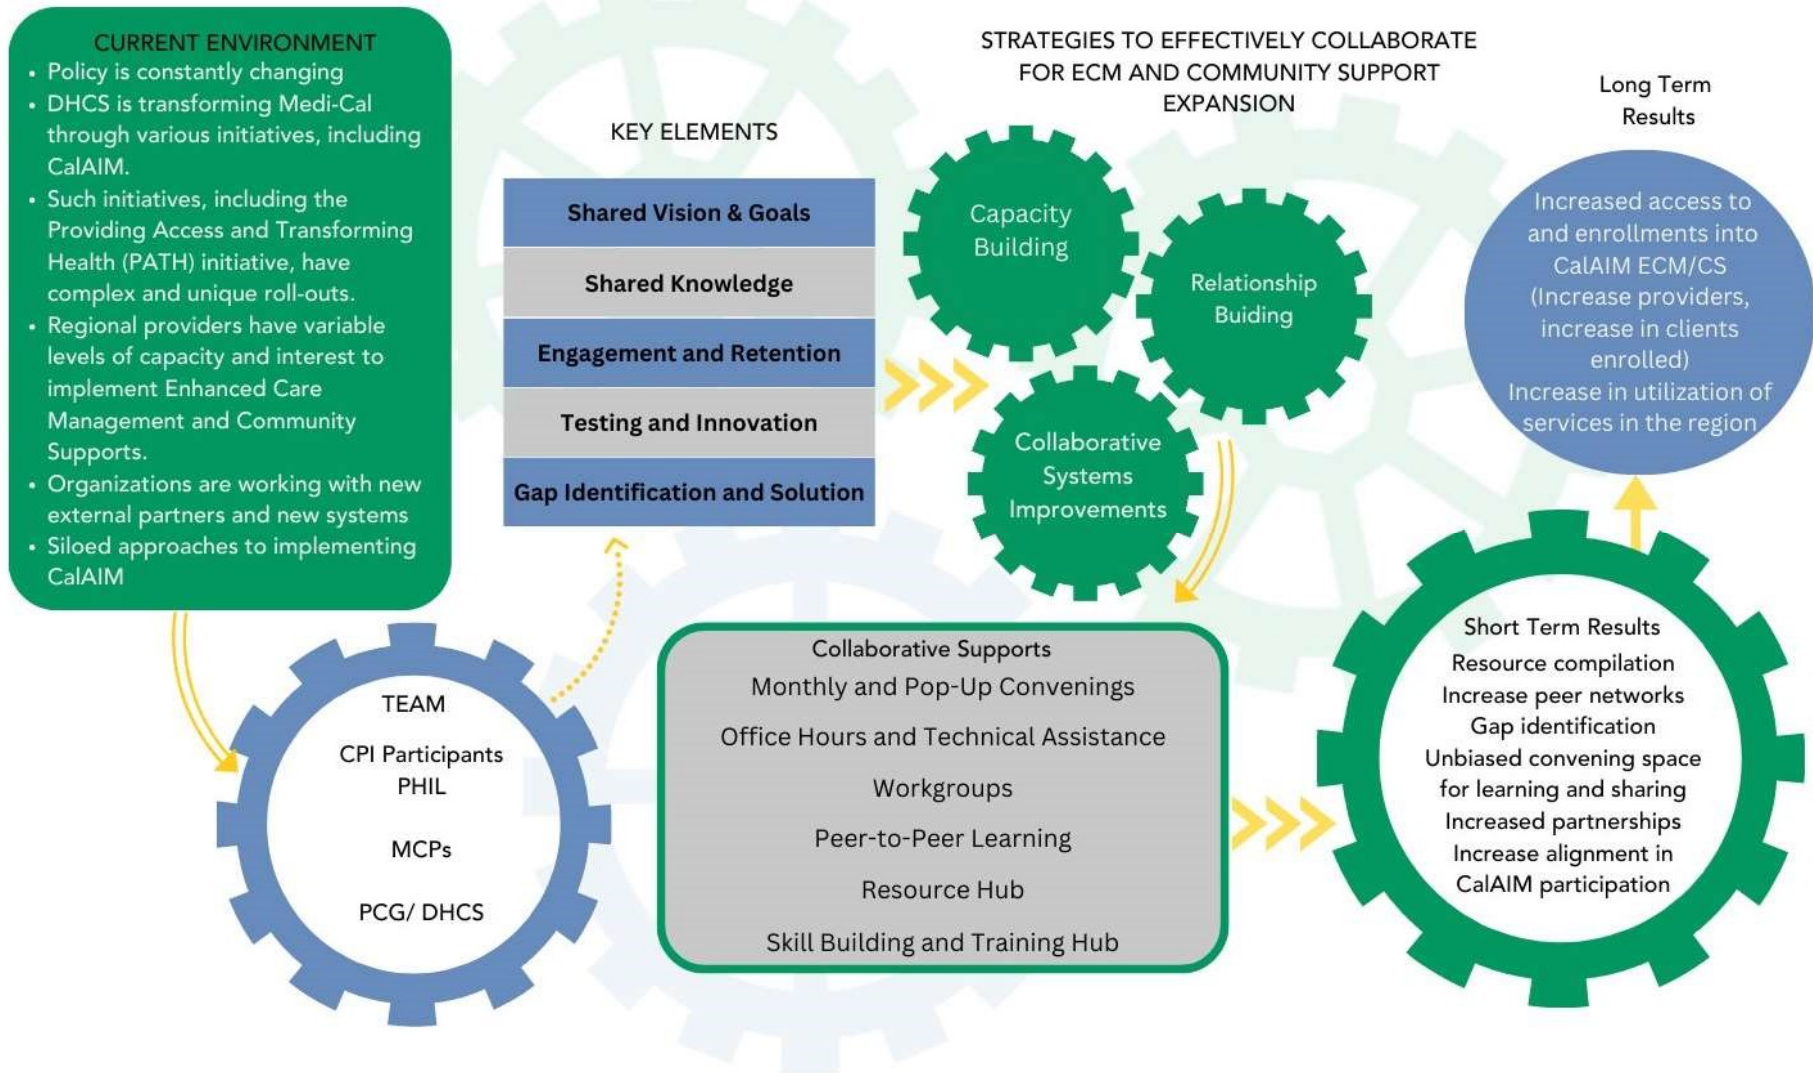 CURRENT ENVIRONMENT
• Policy is constantly changing
• DHCS is transforming Medi-Cal
through various initiatives, including
CalAIM.
• Such initiatives, including the
Providing Access and Transforming
Health (PATH) initiative, have
complex and unique roll-outs.
• Regional providers have variable
levels of capacity and interest to
implement Enhanced Care
Management and Community
Supports.
• Organizations are working with new
external partners and new systems
• Siloed approaches to implementing
CalAIM
TEAM
CPI Participants
PHIL
MCPs
PCG/ DHCS
KEY ELEMENTS
Shared Vision & Goals
Shared Knowledge
Engagement and Retention
Testing and Innovation
Gap Identification and Solution
STRATEGIES TO EFFECTIVELY COLLABORATE
FOR ECM AND COMMUNITY SUPPORT
EXPANSION
Capacity
Building
Relationship
Buiding
Collaborative
Systems
Improvements
Collaborative Supports
Monthly and Pop-Up Convenings
Office Hours and Technical Assistance
Workgroups
Peer-to-Peer Learning
Resource Hub
Skill Building and Training Hub
Short Term Results
Resource compilation
Increase peer networks
Gap identification
Unbiased convening space
for learning and sharing
Increased partnerships
Increase alignment in
CalAIM participation
Long Term
Results
Increased access to
and enrollments into
CalAIM ECM/CS
(Increase providers,
increase in clients
enrolled)
Increase in utilization of
services in the region